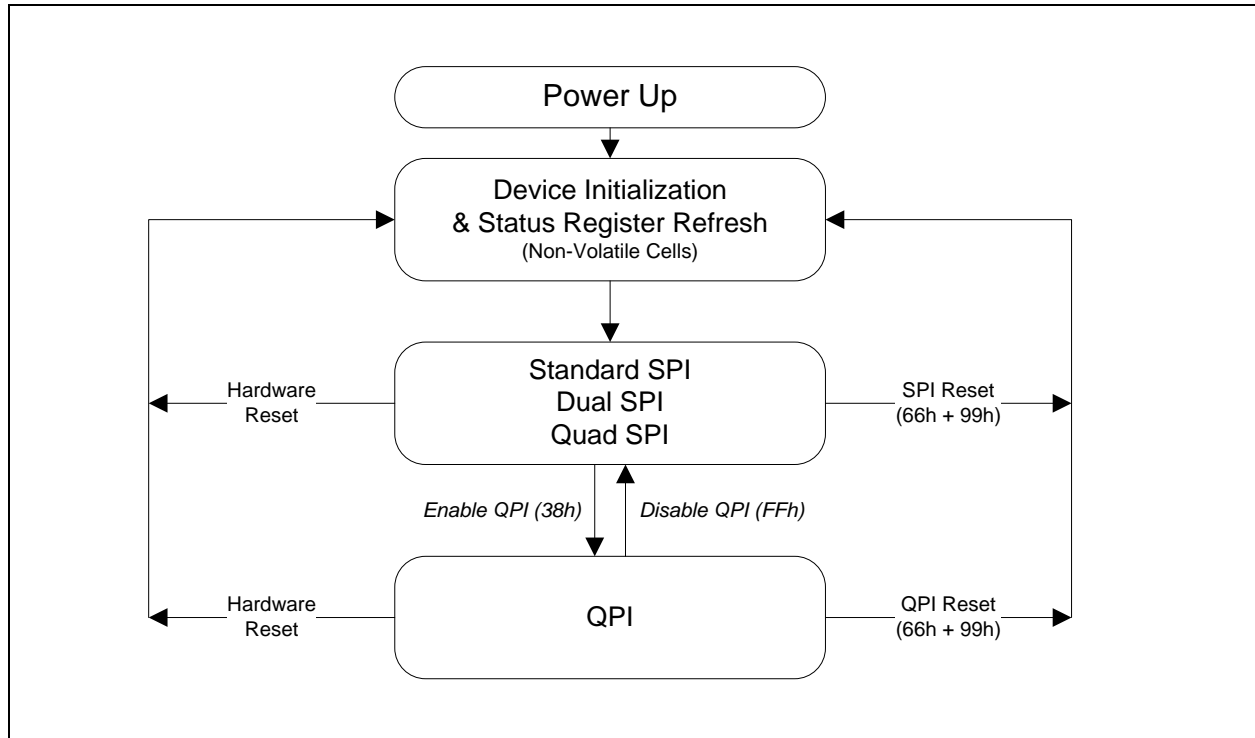 Power Up
Device Initialization
& Status Register Refresh
(Non-Volatile Cells)
Standard SPI
Dual SPI
Quad SPI
Hardware
Reset
SPI Reset
(66h + 99h)
Enable QPI (38h)
Disable QPI (FFh)
Hardware
Reset
QPI
QPI Reset
(66h + 99h)